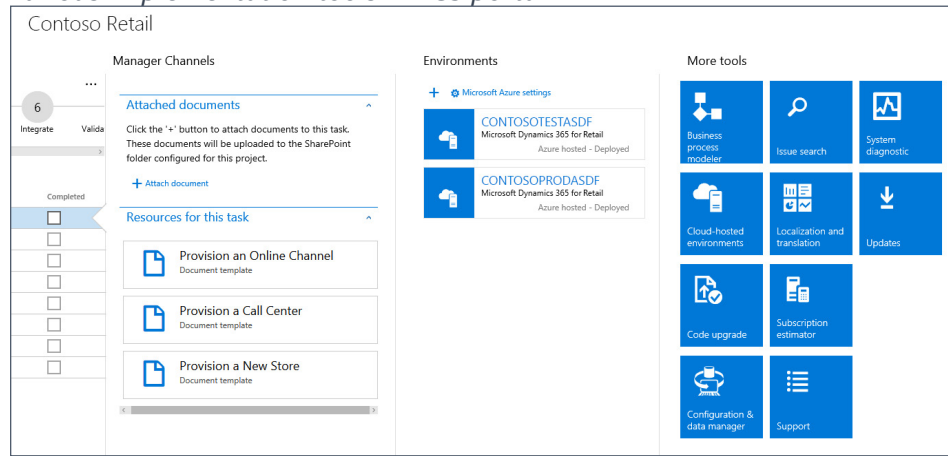 Contoso Retail
Manager Channels
Environments
More tools
...
6
Integrate
Valida
Completed
Attached documents
Click the '+' button to attach documents to this task.
These documents will be uploaded to the SharePoint
folder configured for this project.
+ Attach document
Resources for this task
Provision an Online Channel
Document template
Provision a Call Center
Document template
Provision a New Store
Document template
+ Microsoft Azure settings
CONTOSOTESTASDF
Microsoft Dynamics 365 for Retail
Azure hosted - Deployed
CONTOSOPRODASDF
Microsoft Dynamics 365 for Retail
Azure hosted - Deployed
Business
process
modeler
Issue search
System
diagnostic
Cloud-hosted
environments
Localization and
translation
Updates
Code upgrade
Subscription
estimator
Configuration &
data manager
Support